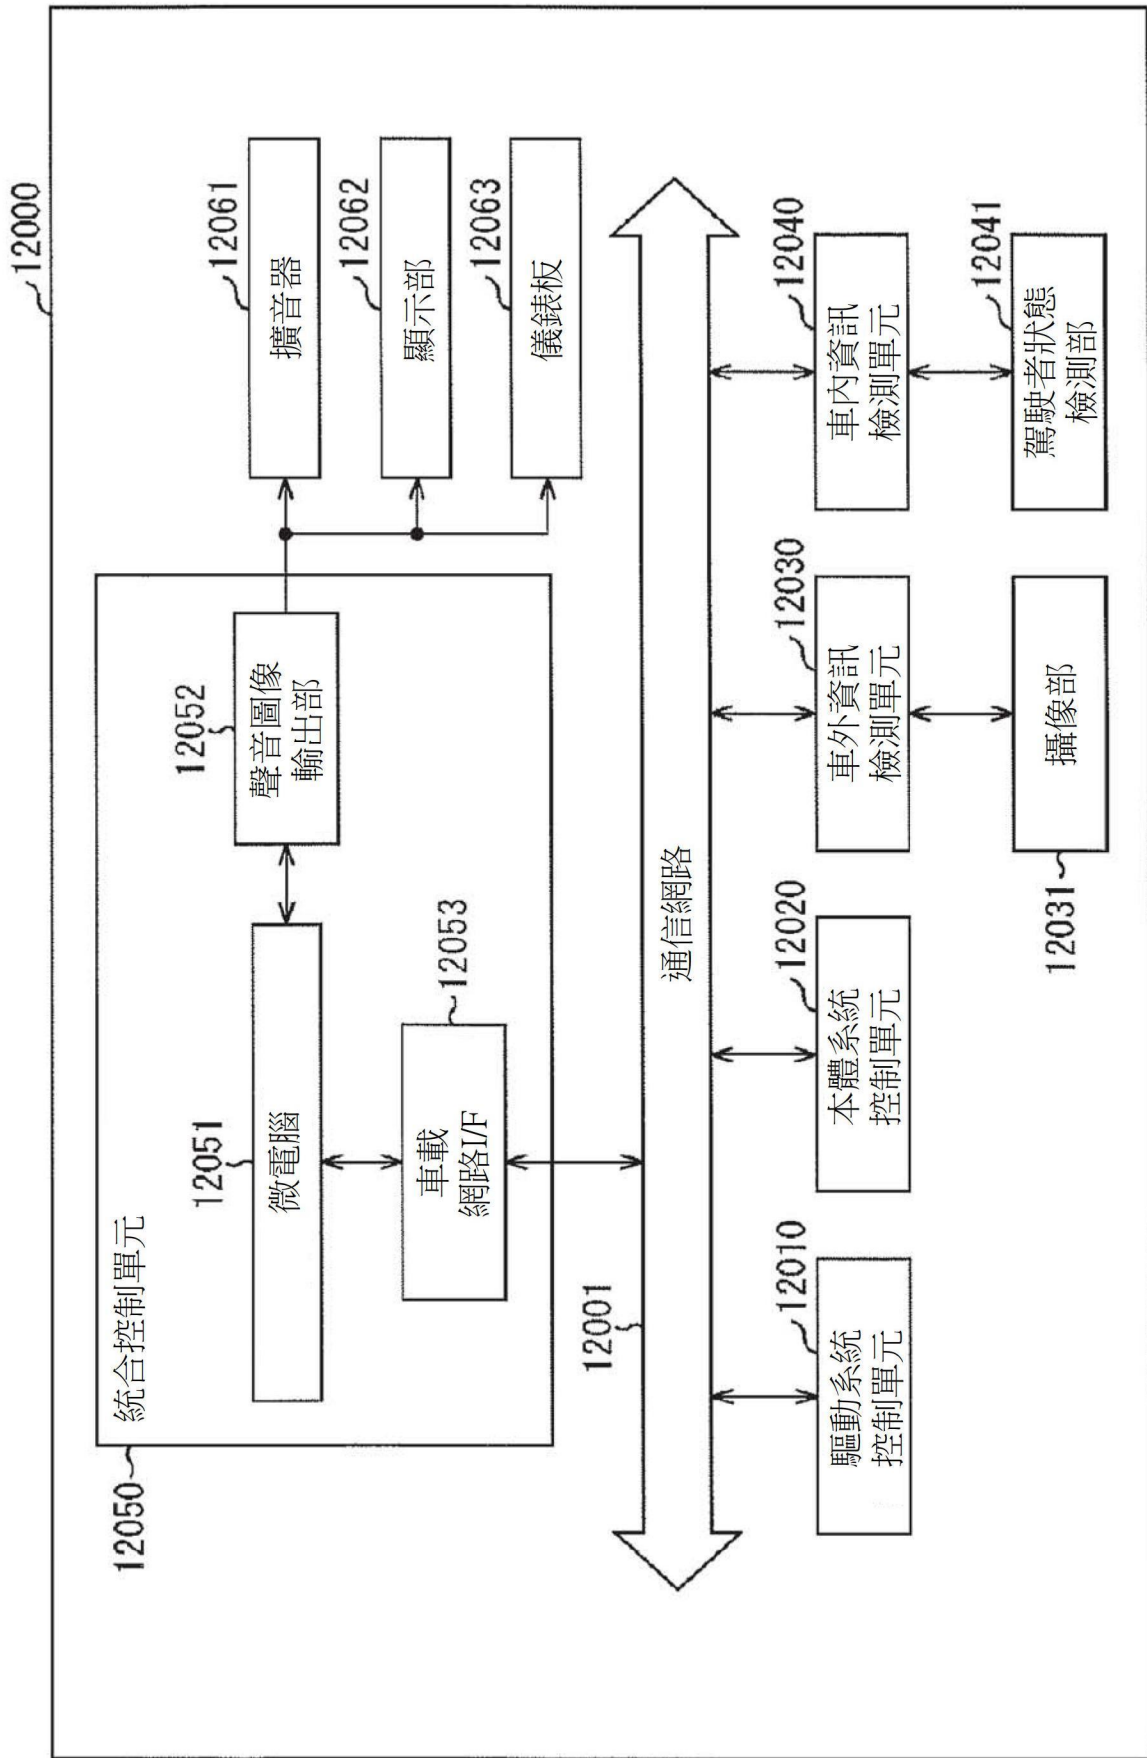 12000
12050
統合控制單元
12051
微電腦
12052
聲音圖像
輸出部
12053
車載
網路I/F
12061
擴音器
12062
顯示部
12063
儀錶板
12001
通信網路
12010
驅動系統
控制單元
12020
本體系統
控制單元
12030
車外資訊
檢測單元
12031
攝像部
12040
車內資訊
檢測單元
12041
駕駛者狀態
檢測部